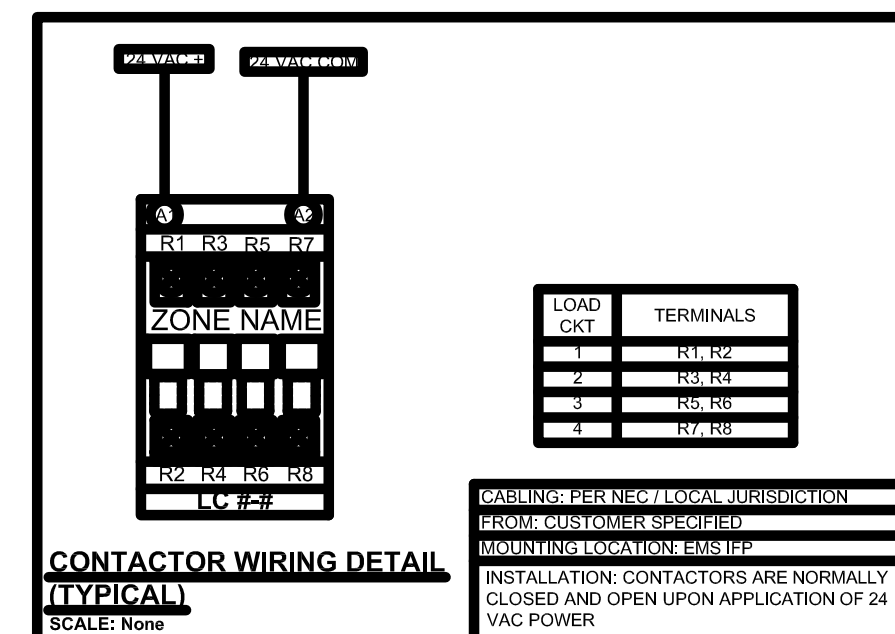 24 VAC +
24 VAC COM
A1
A2
R1 R3 R5 R7
ZONE NAME
R2 R4 R6 R8
LC #-#
CONTACTOR WIRING DETAIL
(TYPICAL)
SCALE: None
LOAD
CKT
TERMINALS
1 R1, R2
2 R3, R4
3 R5, R6
4 R7, R8
CABLING: PER NEC / LOCAL JURISDICTION
FROM: CUSTOMER SPECIFIED
MOUNTING LOCATION: EMS IFP
INSTALLATION: CONTACTORS ARE NORMALLY
CLOSED AND OPEN UPON APPLICATION OF 24
VAC POWER